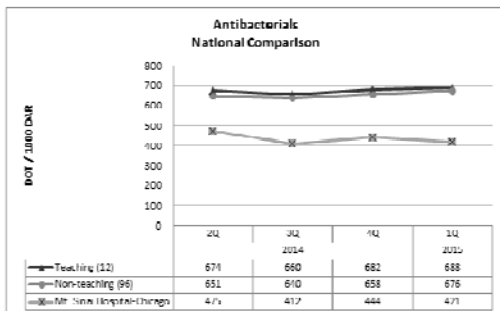 Antibacterials
National Comparison
DOT / 1000 DAR
800
700
600
500
400
300
200
100
0
2Q 3Q 4Q 1Q
2014 2015
Teaching (12) 674 660 682 688
Non-teaching (96) 651 640 658 676
Mt. Sinai Hospital-Chicago 475 412 444 421